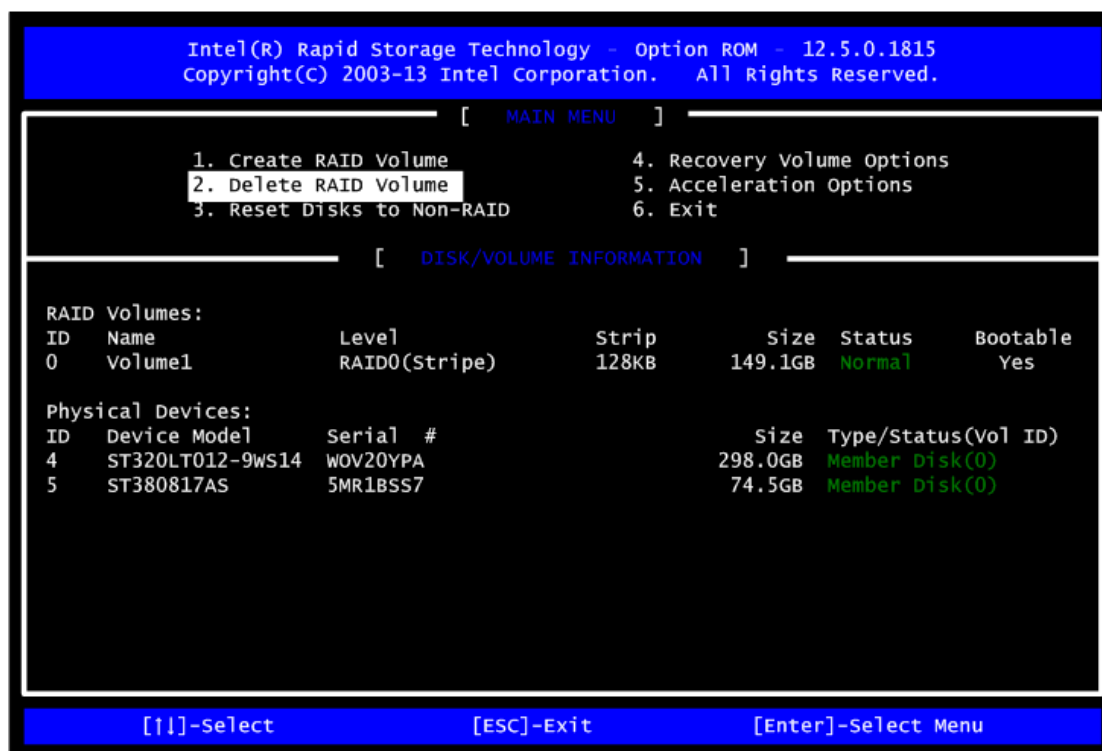 Intel(R) Rapid Storage Technology - Option ROM - 12.5.0.1815
Copyright(C) 2003-13 Intel Corporation. All Rights Reserved.
[ MAIN MENU ]
1. Create RAID Volume 4. Recovery Volume Options
2. Delete RAID Volume 5. Acceleration Options
3. Reset Disks to Non-RAID 6. Exit
[ DISK/VOLUME INFORMATION ]
RAID Volumes:
ID Name Level Strip Size Status Bootable
0 Volume1 RAID0(Stripe) 128KB 149.1GB Normal Yes
Physical Devices:
ID Device Model Serial # Size Type/Status(Vol ID)
4 ST320LT012-9WS14 WOV20YPA 298.0GB Member Disk(0)
5 ST380817AS 5MR1BSS7 74.5GB Member Disk(0)
[↑↓]-Select [ESC]-Exit [Enter]-Select Menu